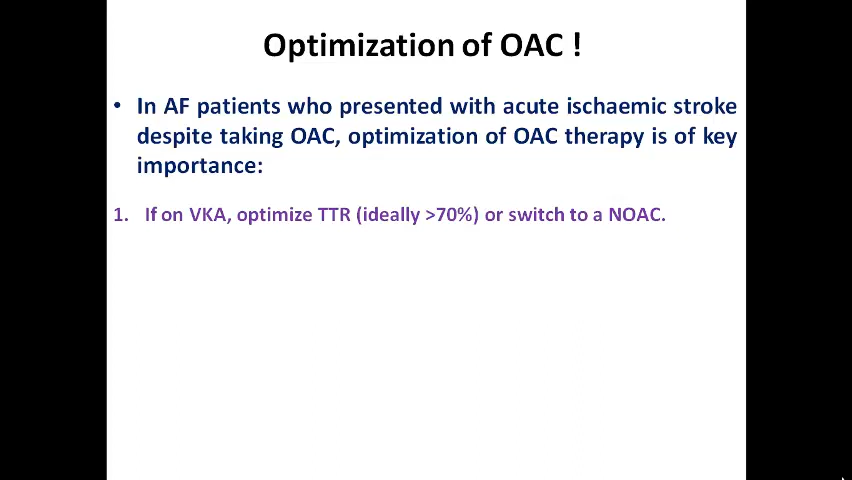 Optimization of OAC !
• In AF patients who presented with acute ischaemic stroke
despite taking OAC, optimization of OAC therapy is of key
importance:
1. If on VKA, optimize TTR (ideally >70%) or switch to a NOAC.